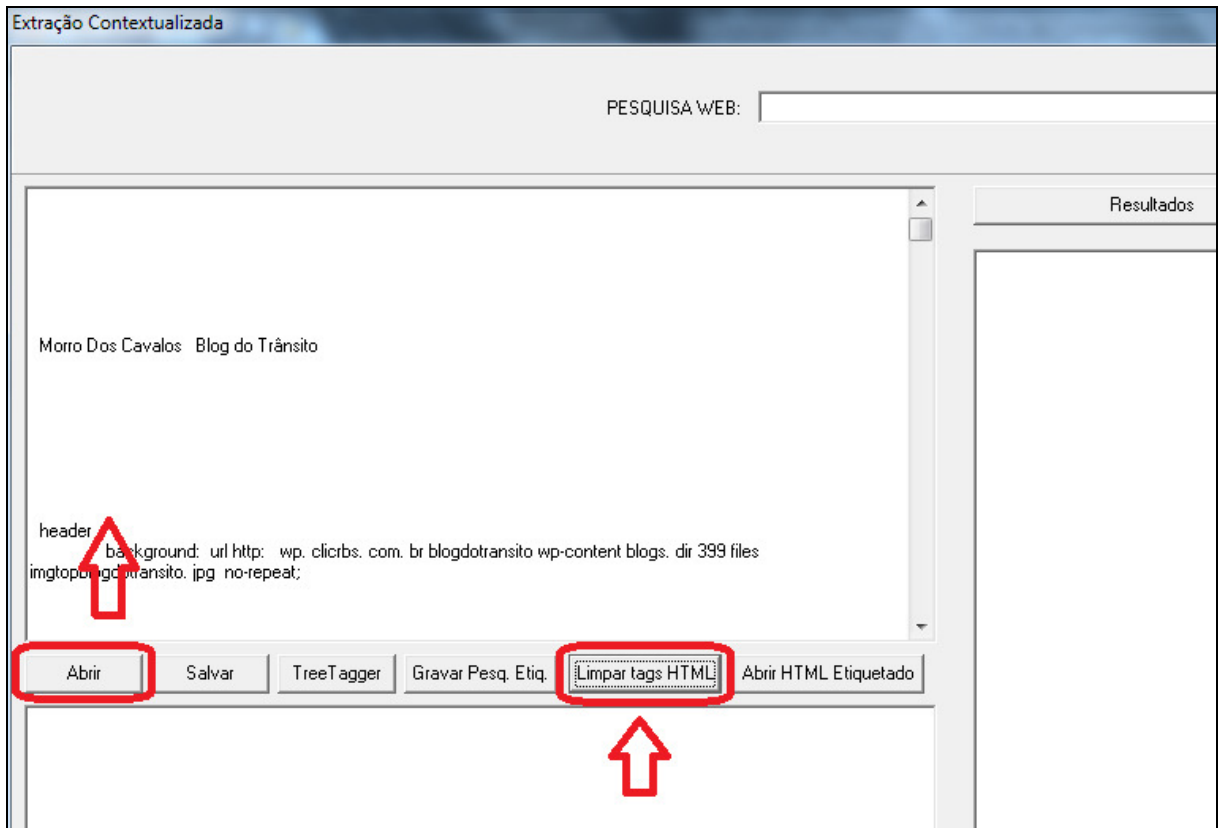 Extração Contextualizada
PESQUISA WEB:
Resultados
Morro Dos Cavalos   Blog do Trânsito
header
background:  url http:   wp. clicrbs. com. br blogdotransito wp-content blogs. dir 399 files
imgtopblogdotransito. jpg  no-repeat;
Abrir
Salvar
TreeTagger
Gravar Pesq. Etiq.
Limpar tags HTML
Abrir HTML Etiquetado